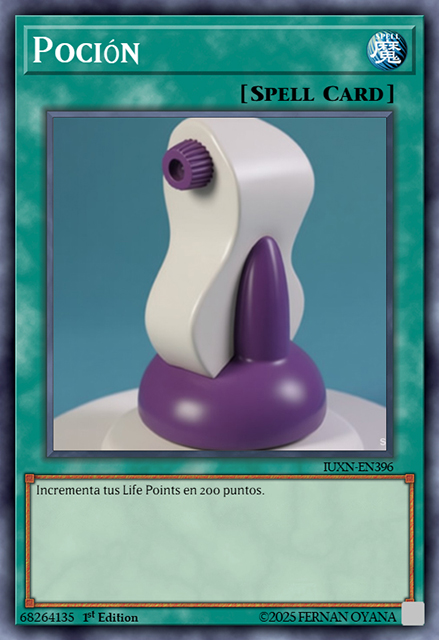 Poción
SPELL
魔
[Spell Card]
S
IUXN-EN396
Incrementa tus Life Points en 200 puntos.
68264135 1st Edition ©2025 FERNAN OYANA